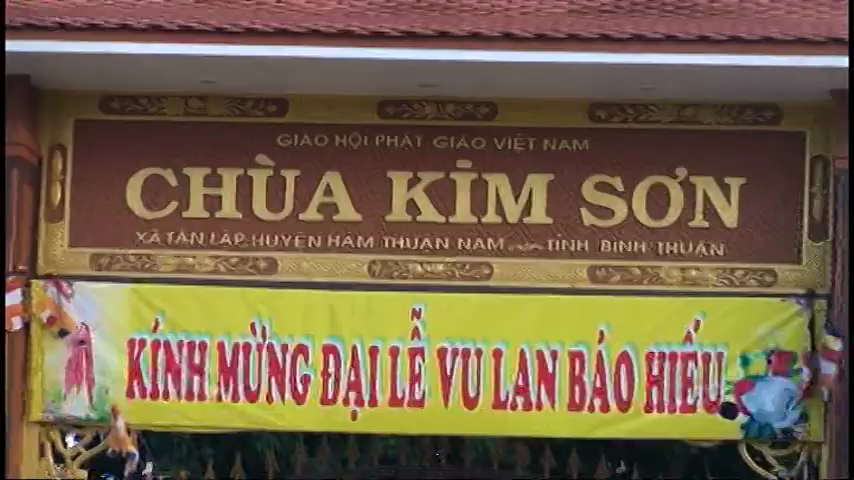 GIÁO HỘI PHẬT GIÁO VIỆT NAM
CHÙA KIM SƠN
XÃ TÂN LẬP-HUYỆN HÀM THUẬN NAM TỈNH BÌNH THUẬN
KÍNH MỪNG ĐẠI LỄ VU LAN BÁO HIẾU